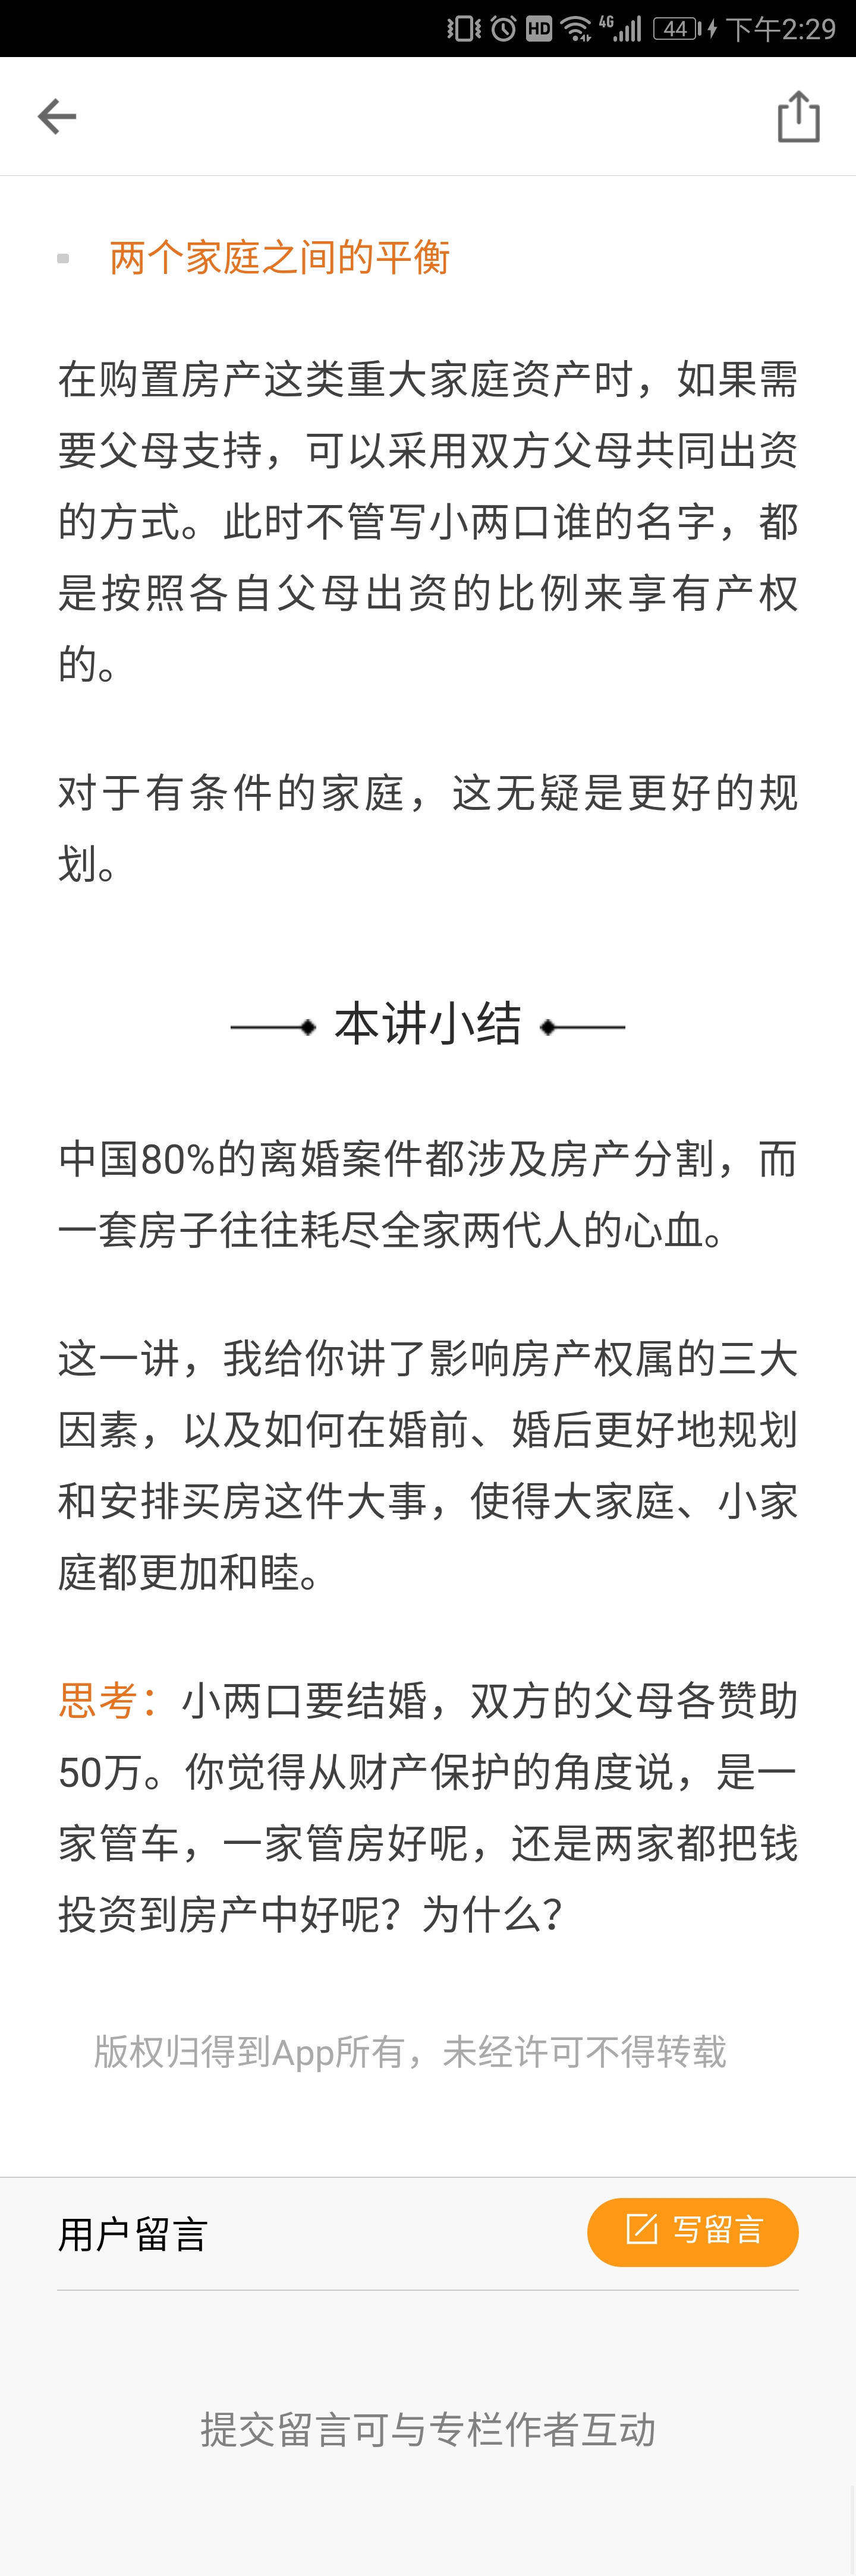 HD 4G 44 下午2:29
两个家庭之间的平衡
在购置房产这类重大家庭资产时，如果需
要父母支持，可以采用双方父母共同出资
的方式。此时不管写小两口谁的名字，都
是按照各自父母出资的比例来享有产权
的。
对于有条件的家庭，这无疑是更好的规
划。
本讲小结
中国80%的离婚案件都涉及房产分割，而
一套房子往往耗尽全家两代人的心血。
这一讲，我给你讲了影响房产权属的三大
因素，以及如何在婚前、婚后更好地规划
和安排买房这件大事，使得大家庭、小家
庭都更加和睦。
思考：小两口要结婚，双方的父母各赞助
50万。你觉得从财产保护的角度说，是一
家管车，一家管房好呢，还是两家都把钱
投资到房产中好呢？为什么？
版权归得到App所有，未经许可不得转载
用户留言
写留言
提交留言可与专栏作者互动